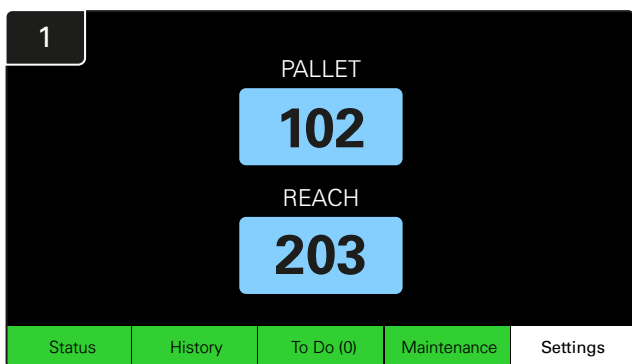 1
PALLET
102
REACH
203
Status History To Do (0) Maintenance Settings